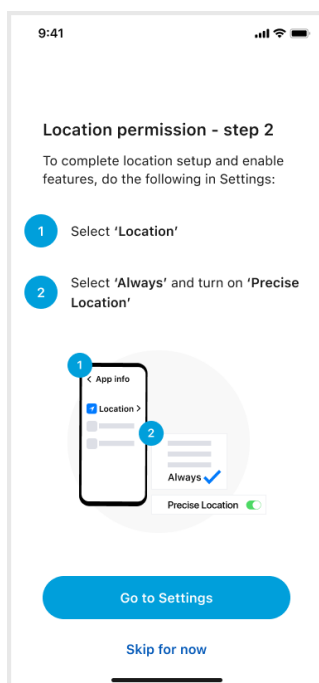 9:41
Location permission - step 2
To complete location setup and enable
features, do the following in Settings:
1
Select ‘Location’
2
Select ‘Always’ and turn on ‘Precise
Location’
1
< App info
Location >
2
Always
Precise Location
Go to Settings
Skip for now